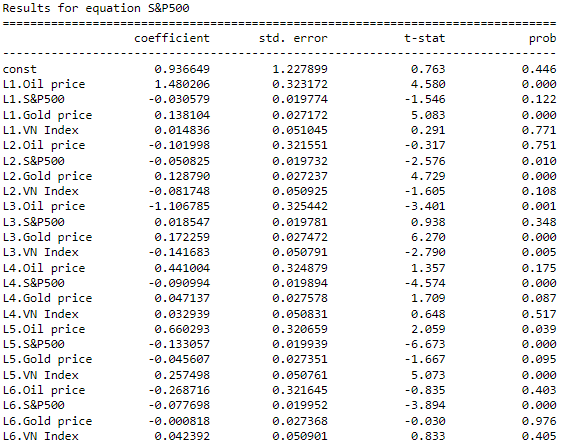 Results for equation S&P500
==============================================================================
                 coefficient       std. error           t-stat            prob
------------------------------------------------------------------------------
const               0.936649         1.227899            0.763           0.446
L1.Oil price        1.480206         0.323172            4.580           0.000
L1.S&P500          -0.030579         0.019774           -1.546           0.122
L1.Gold price       0.138104         0.027172            5.083           0.000
L1.VN Index         0.014836         0.051045            0.291           0.771
L2.Oil price       -0.101998         0.321551           -0.317           0.751
L2.S&P500          -0.050825         0.019732           -2.576           0.010
L2.Gold price       0.128790         0.027237            4.729           0.000
L2.VN Index        -0.081748         0.050925           -1.605           0.108
L3.Oil price       -1.106785         0.325442           -3.401           0.001
L3.S&P500           0.018547         0.019781            0.938           0.348
L3.Gold price       0.172259         0.027472            6.270           0.000
L3.VN Index        -0.141683         0.050791           -2.790           0.005
L4.Oil price        0.441004         0.324879            1.357           0.175
L4.S&P500          -0.090994         0.019894           -4.574           0.000
L4.Gold price       0.047137         0.027578            1.709           0.087
L4.VN Index         0.032939         0.050831            0.648           0.517
L5.Oil price        0.660293         0.320659            2.059           0.039
L5.S&P500          -0.133057         0.019939           -6.673           0.000
L5.Gold price      -0.045607         0.027351           -1.667           0.095
L5.VN Index         0.257498         0.050761            5.073           0.000
L6.Oil price       -0.268716         0.321645           -0.835           0.403
L6.S&P500          -0.077698         0.019952           -3.894           0.000
L6.Gold price      -0.000818         0.027368           -0.030           0.976
L6.VN Index         0.042392         0.050901            0.833           0.405